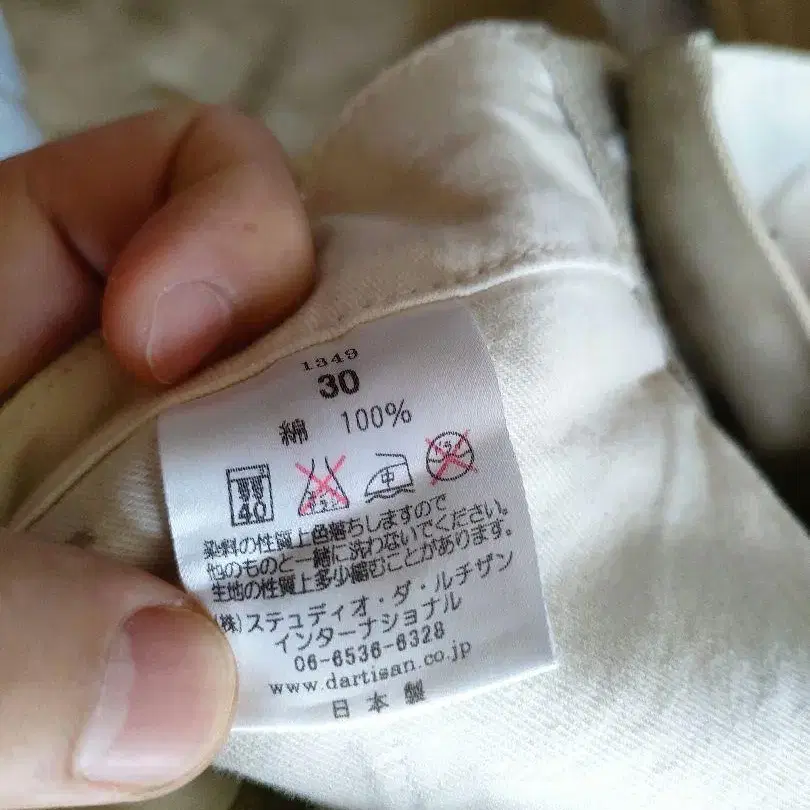 1349
30
綿 100%
40 中
染料の性質上色落ちしますので
他のものと一緒に洗わないでください。
生地の性質上多少縮むことがあります。
(株)ステュディオ・ダ・ルチザン
インターナショナル
06-6536-6328
www.dartisan.co.jp
日本製